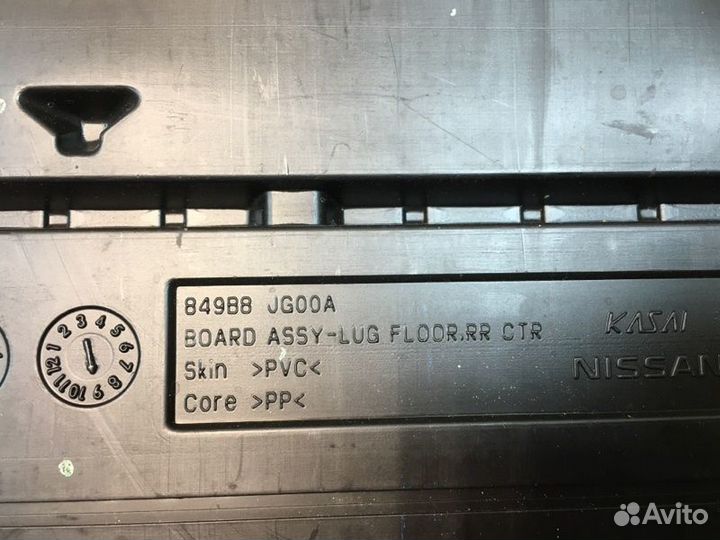 849B8 JG00A
BOARD ASSY-LUG FLOOR,RR CTR
Skin >PVC<
Core >PP<
KASAI
NISSAN
1 2 3 4 5 6 7 8 9 10 11 12
Avito